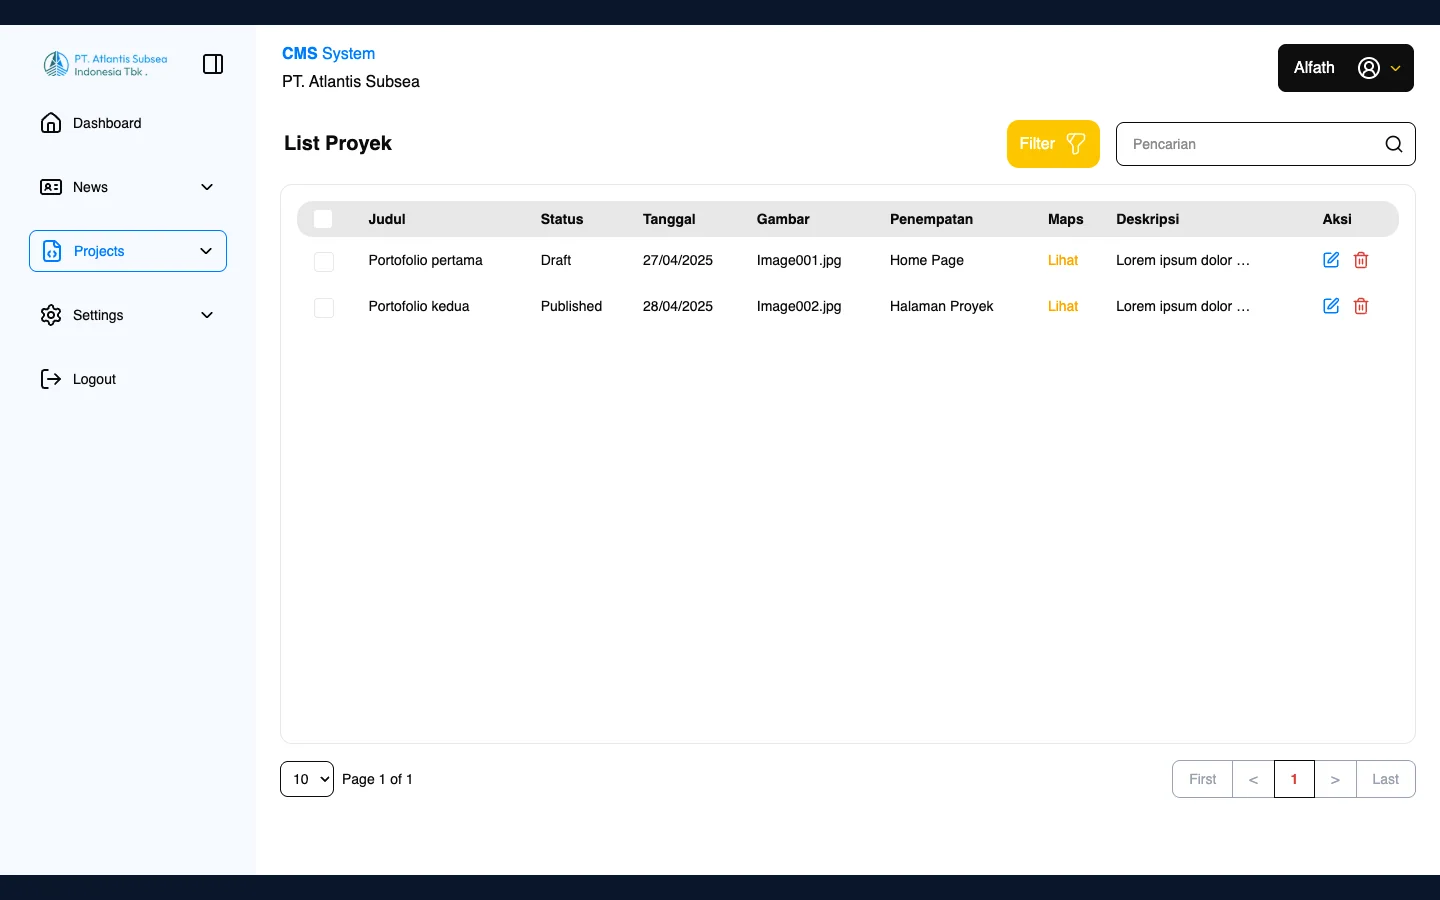 PT. Atlantis Subsea
Indonesia Tbk .
Dashboard
News
Projects
Settings
Logout
CMS System
PT. Atlantis Subsea
Alfath
List Proyek
Filter
Pencarian
Judul Status Tanggal Gambar Penempatan Maps Deskripsi Aksi
Portofolio pertama Draft 27/04/2025 Image001.jpg Home Page Lihat Lorem ipsum dolor ...
Portofolio kedua Published 28/04/2025 Image002.jpg Halaman Proyek Lihat Lorem ipsum dolor ...
10 Page 1 of 1
First < 1 > Last